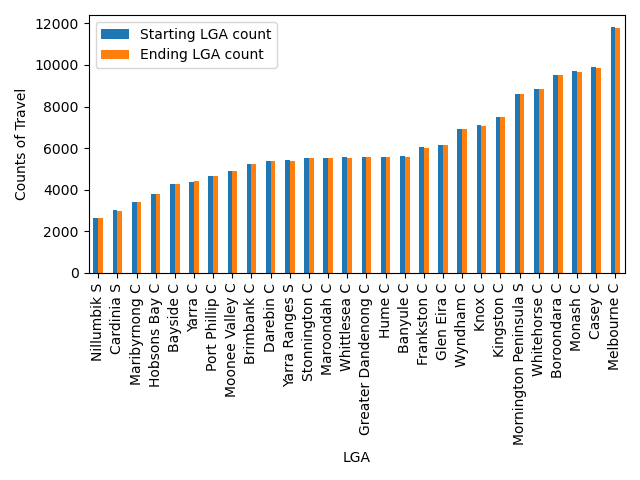 12000
10000
8000
6000
4000
2000
0
Counts of Travel
Starting LGA count
Ending LGA count
Nillumbik S
Cardinia S
Maribyrnong C
Hobsons Bay C
Bayside C
Yarra C
Port Phillip C
Moonee Valley C
Brimbank C
Darebin C
Yarra Ranges S
Stonnington C
Maroondah C
Whittlesea C
Greater Dandenong C
Hume C
Banyule C
Frankston C
Glen Eira C
Wyndham C
Knox C
Kingston C
Mornington Peninsula S
Whitehorse C
Boroondara C
Monash C
Casey C
Melbourne C
LGA